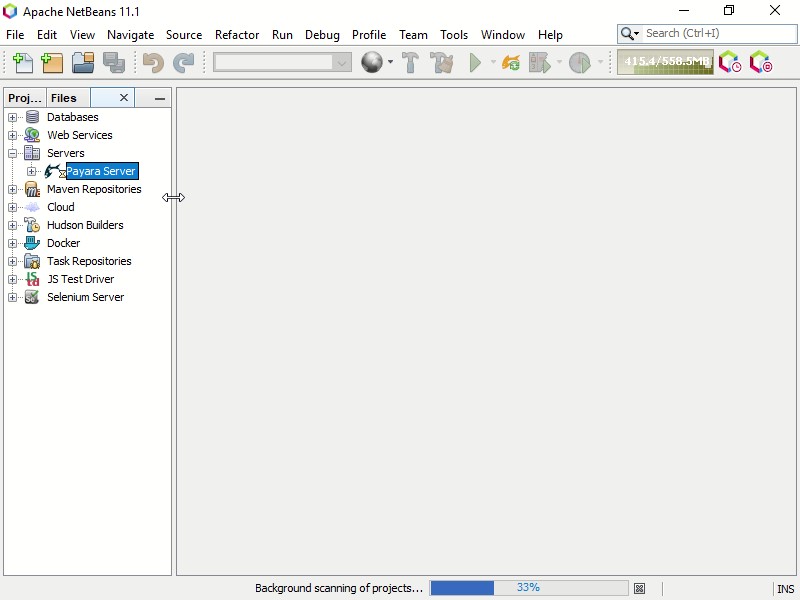 Apache NetBeans 11.1
File Edit View Navigate Source Refactor Run Debug Profile Team Tools Window Help
Search (Ctrl+I)
415.4/558.5MB
Proj... Files
Databases
Web Services
Servers
Payara Server
Maven Repositories
Cloud
Hudson Builders
Docker
Task Repositories
JS Test Driver
Selenium Server
Background scanning of projects... 33%
INS